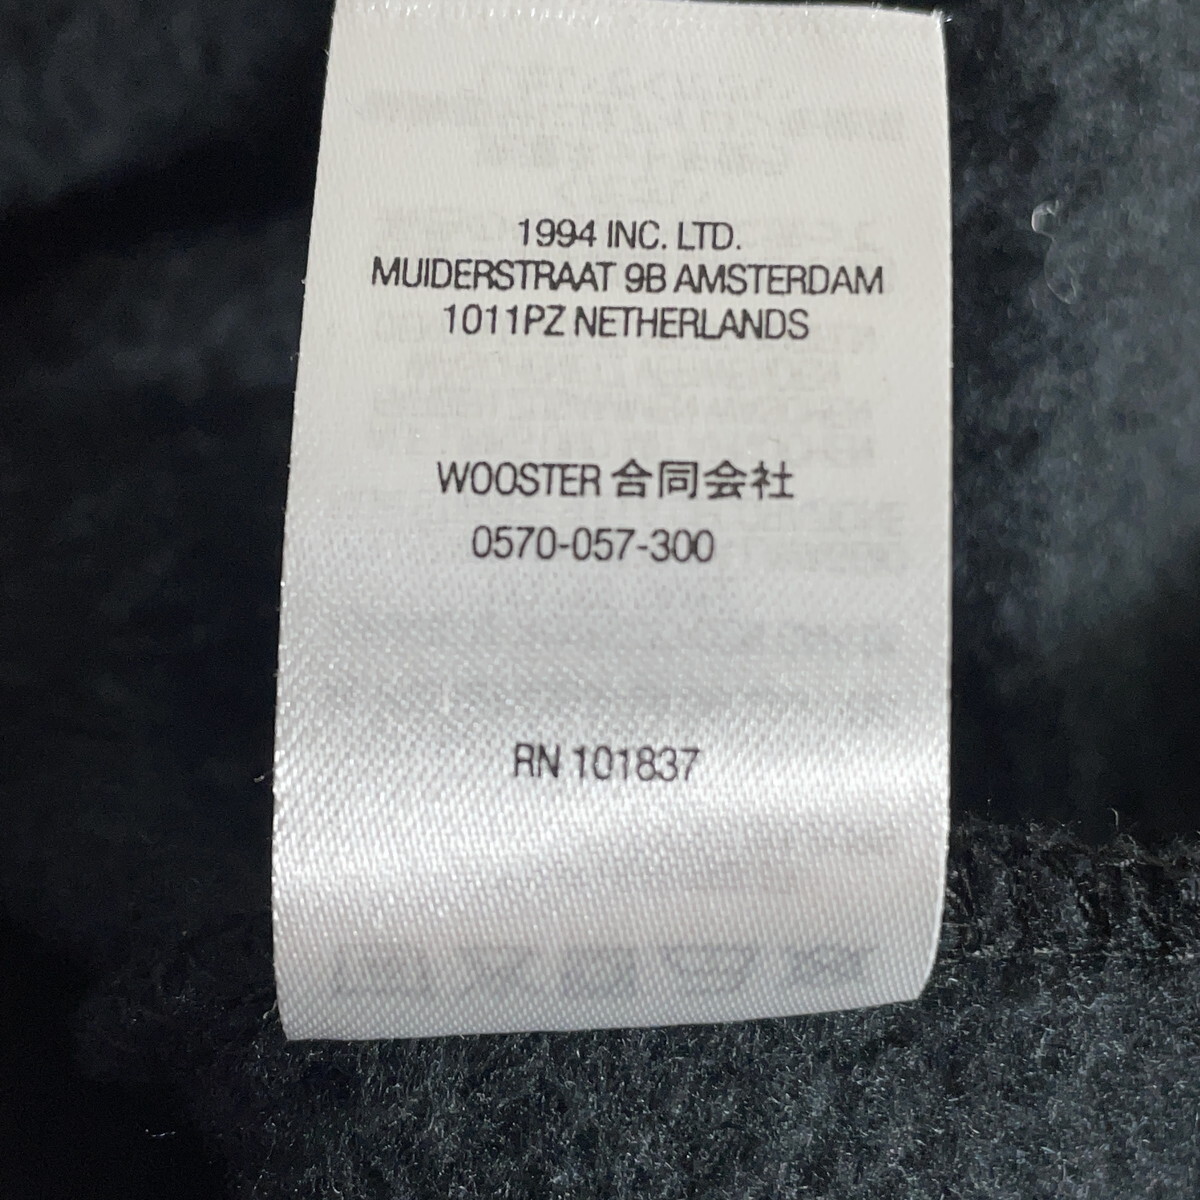 1994 INC. LTD.
MUIDERSTRAAT 9B AMSTERDAM
1011PZ NETHERLANDS
WOOSTER 合同会社
0570-057-300
RN 101837